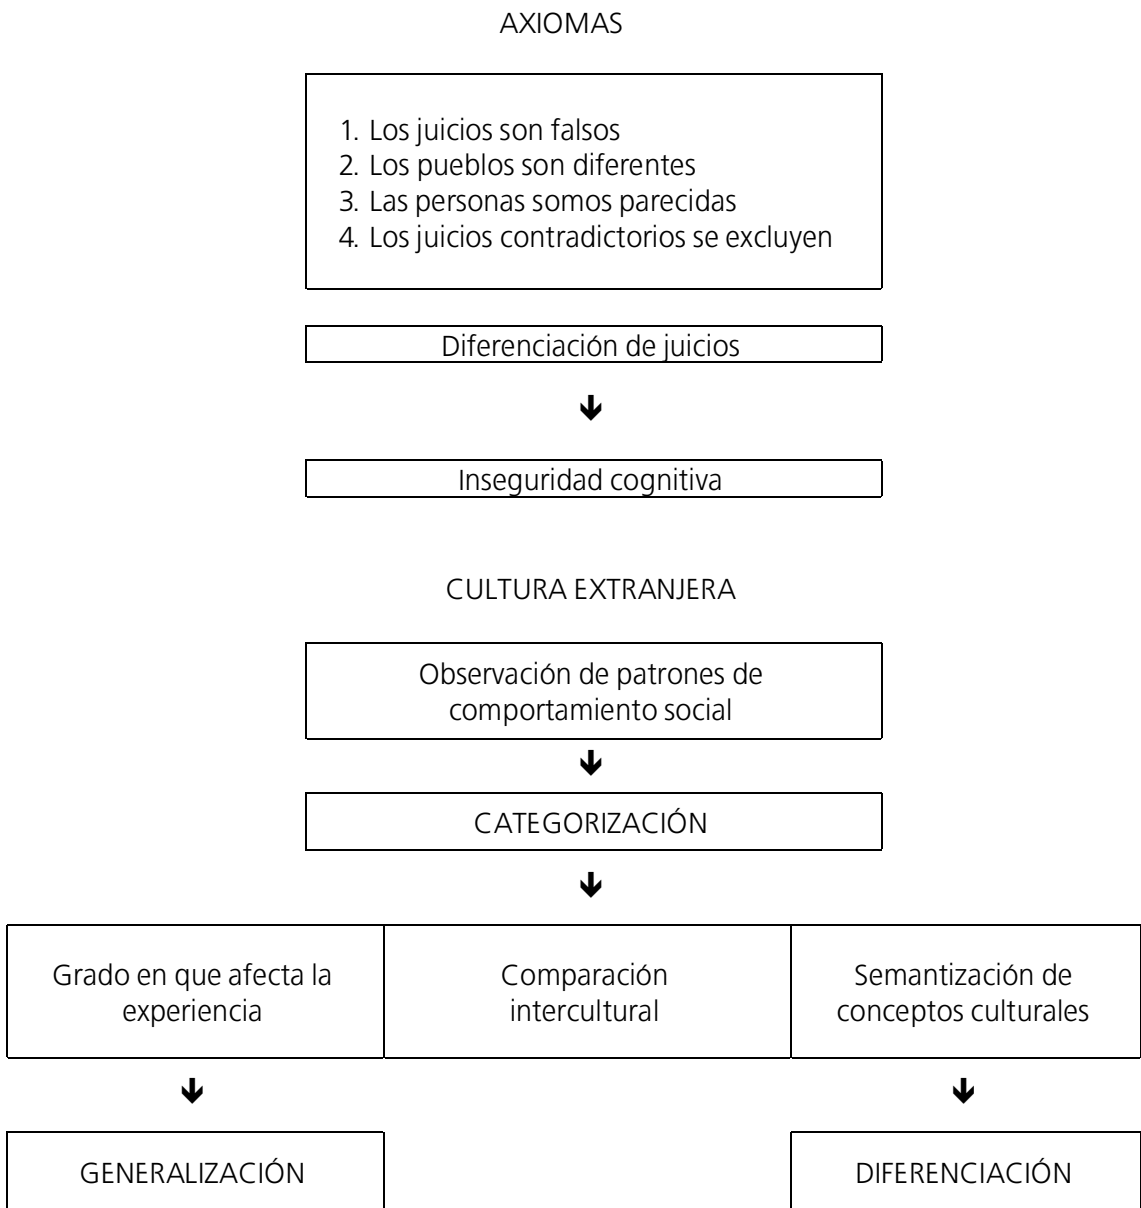 AXIOMAS
1. Los juicios son falsos
2. Los pueblos son diferentes
3. Las personas somos parecidas
4. Los juicios contradictorios se excluyen
Diferenciación de juicios
Inseguridad cognitiva
CULTURA EXTRANJERA
Observación de patrones de
comportamiento social
CATEGORIZACIÓN
Grado en que afecta la
experiencia
Comparación
intercultural
Semantización de
conceptos culturales
GENERALIZACIÓN
DIFERENCIACIÓN